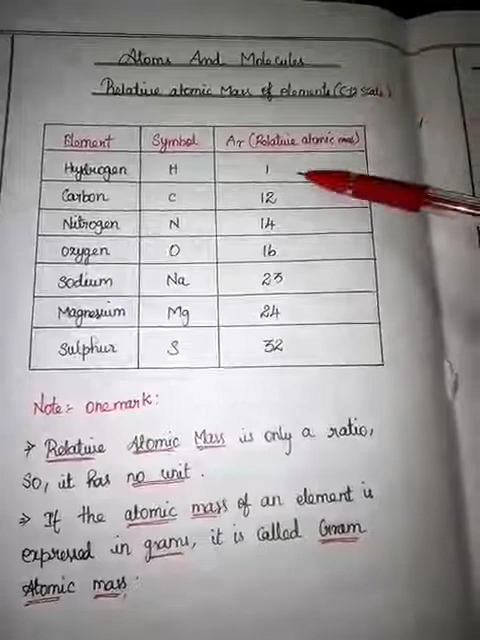 Atoms And Molecules
Relative atomic Mass of elements (C-12 Scale)
Element Symbol Ar (Relative atomic mass)
Hydrogen H 1
Carbon C 12
Nitrogen N 14
Oxygen O 16
Sodium Na 23
Magnesium Mg 24
Sulphur S 32
Note:- one mark:
> Relative Atomic Mass is only a ratio,
So, it has no unit.
> If the atomic mass of an element is
expressed in grams, it is called Gram
Atomic mass: